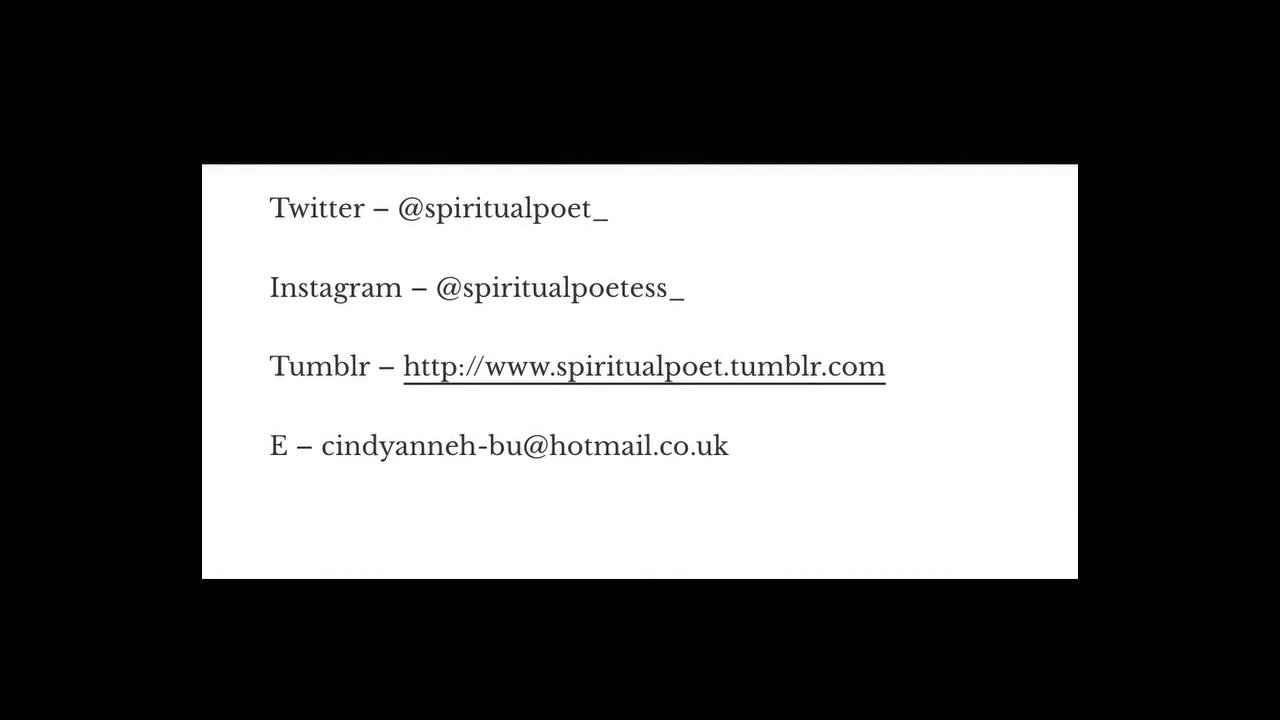 Twitter – @spiritualpoet_
Instagram – @spiritualpoetess_
Tumblr – http://www.spiritualpoet.tumblr.com
E – cindyanneh-bu@hotmail.co.uk